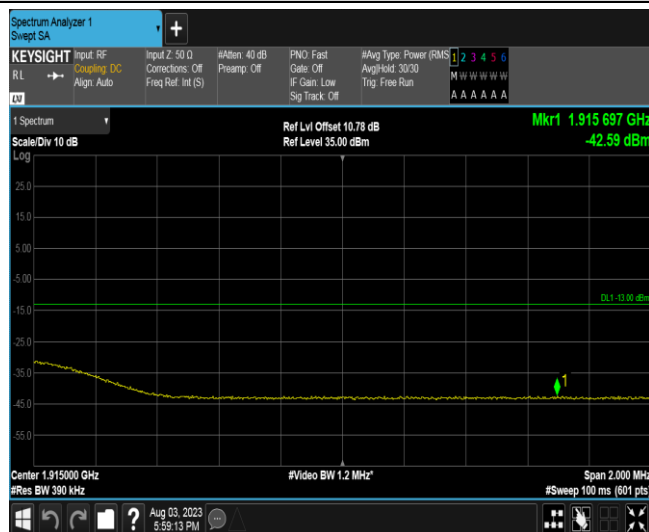 Spectrum Analyzer 1
Swept SA
+
KEYSIGHT
RL
LXI
Input: RF
Coupling: DC
Align: Auto
Input Z: 50 Ω
Corrections: Off
Freq Ref: Int (S)
#Atten: 40 dB
Preamp: Off
PNO: Fast
Gate: Off
IF Gain: Low
Sig Track: Off
#Avg Type: Power (RMS
Avg|Hold: 30/30
Trig: Free Run
1 2 3 4 5 6
M W W W W W
A A A A A A
1 Spectrum
Scale/Div 10 dB
Log
Ref Lvl Offset 10.78 dB
Ref Level 35.00 dBm
Mkr1 1.915 697 GHz
-42.59 dBm
25.0
15.0
5.00
-5.00
DL1 -13.00 dBm
-15.0
-25.0
-35.0
1
-45.0
-55.0
Center 1.915000 GHz
#Video BW 1.2 MHz*
Span 2.000 MHz
#Res BW 390 kHz
#Sweep 100 ms (601 pts)
?
Aug 03, 2023
5:59:13 PM